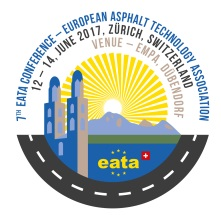 7TH EATA CONFERENCE – EUROPEAN ASPHALT TECHNOLOGY ASSOCIATION
12 – 14, JUNE 2017, ZÜRICH, SWITZERLAND
VENUE – EMPA, DÜBENDORF
eata